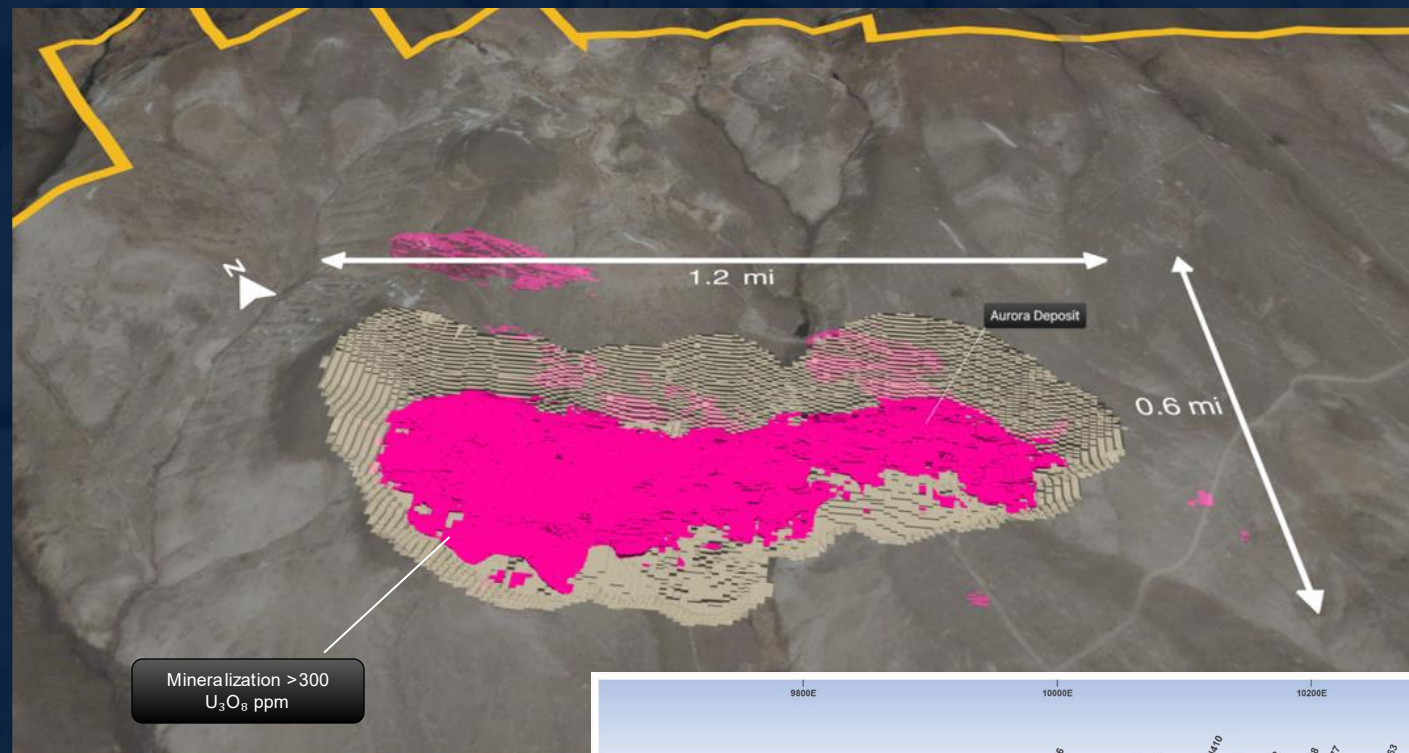 N
1.2 mi
Aurora Deposit
0.6 mi
Mineralization >300
U₃O₈ ppm
9800E
10000E
10200E